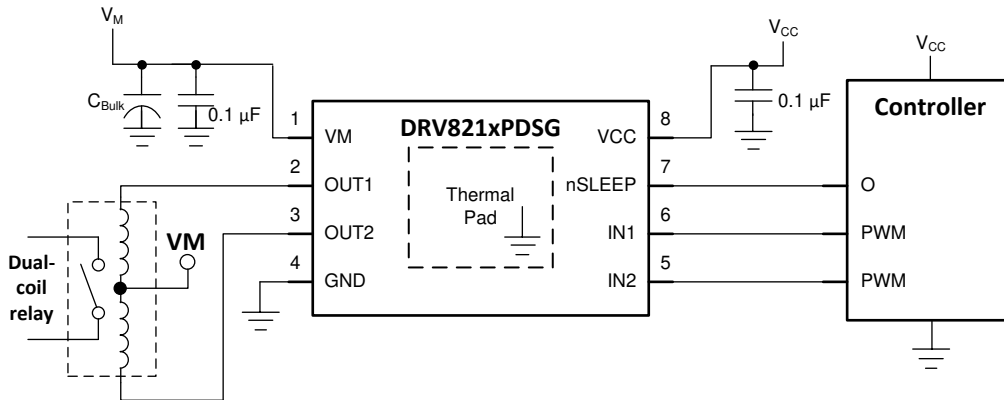 VM
CBulk
0.1 µF
VM
Dual-
coil
relay
DRV821xPDSG
Thermal
Pad
1
VM
2
OUT1
3
OUT2
4
GND
8
VCC
7
nSLEEP
6
IN1
5
IN2
VCC
0.1 µF
VCC
Controller
O
PWM
PWM